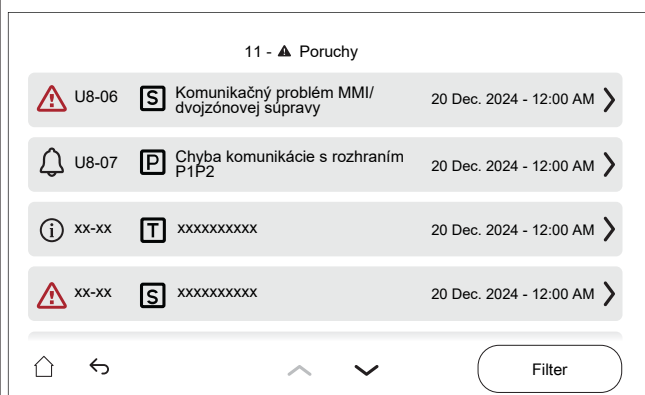 11 - ⚠ Poruchy
U8-06 S Komunikačný problém MMI/
dvojzónovej súpravy 20 Dec. 2024 - 12:00 AM
U8-07 P Chyba komunikácie s rozhraním
P1P2 20 Dec. 2024 - 12:00 AM
xx-xx T xxxxxxxxxx 20 Dec. 2024 - 12:00 AM
xx-xx S xxxxxxxxxx 20 Dec. 2024 - 12:00 AM
Filter